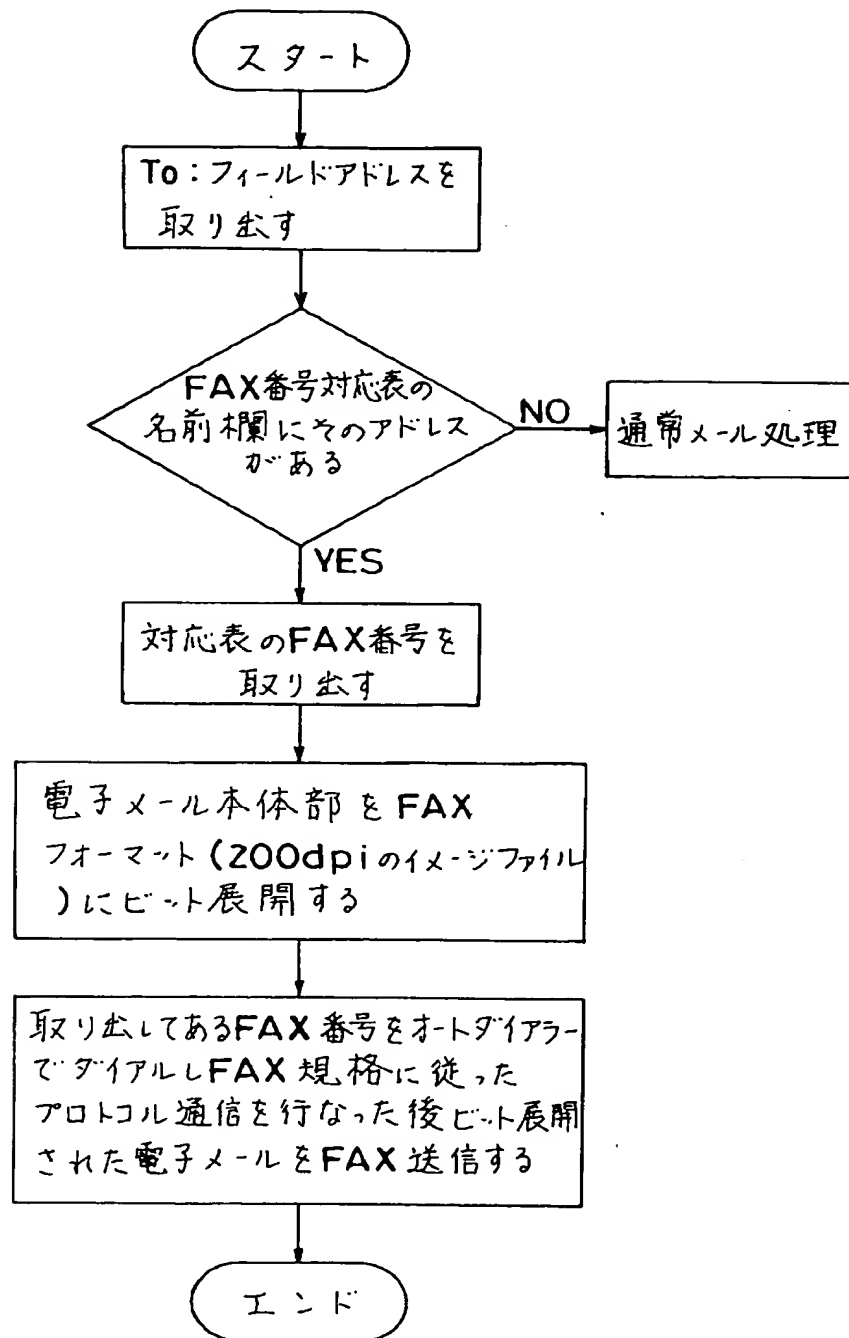 スタート
To:フィールドアドレスを
取り出す
FAX番号対応表の
名前欄にそのアドレス
がある
NO
通常メール処理
YES
対応表のFAX番号を
取り出す
電子メール本体部をFAX
フォーマット(200dpiのイメージファイル
)にビット展開する
取り出してあるFAX番号をオートダイアラー
でダイアルしFAX規格に従った
プロトコル通信を行なった後ビット展開
された電子メールをFAX送信する
エンド